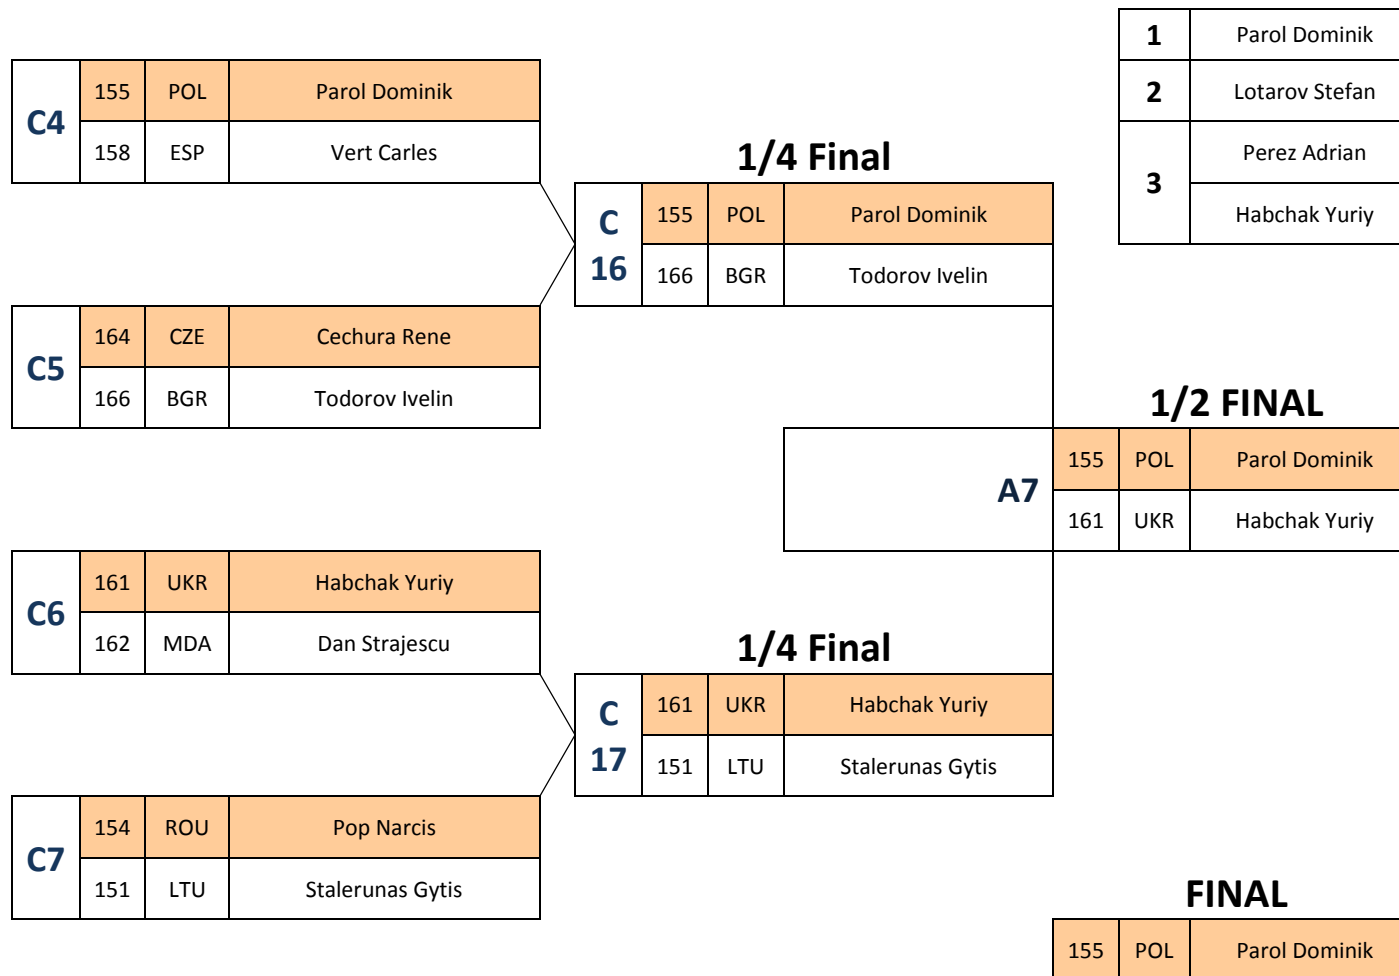 1 Parol Dominik
2 Lotarov Stefan
3 Perez Adrian
Habchak Yuriy
C4 155 POL Parol Dominik
158 ESP Vert Carles
1/4 Final
C 16 155 POL Parol Dominik
166 BGR Todorov Ivelin
C5 164 CZE Cechura Rene
166 BGR Todorov Ivelin
1/2 FINAL
A7 155 POL Parol Dominik
161 UKR Habchak Yuriy
C6 161 UKR Habchak Yuriy
162 MDA Dan Strajescu
1/4 Final
C 17 161 UKR Habchak Yuriy
151 LTU Stalerunas Gytis
C7 154 ROU Pop Narcis
151 LTU Stalerunas Gytis
FINAL
155 POL Parol Dominik